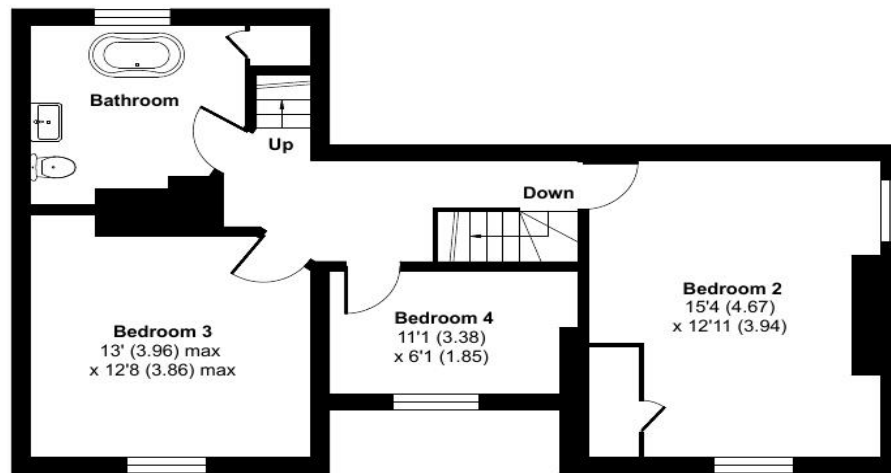 Bathroom
Up
Down
Bedroom 2
15'4 (4.67)
x 12'11 (3.94)
Bedroom 3
13' (3.96) max
x 12'8 (3.86) max
Bedroom 4
11'1 (3.38)
x 6'1 (1.85)